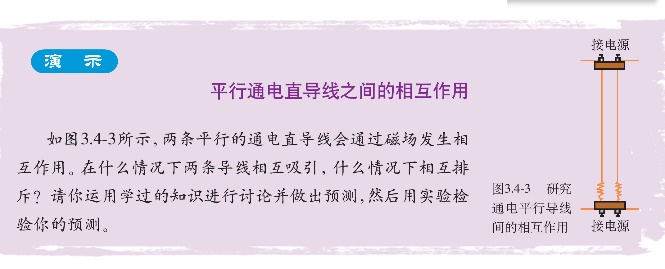 演 示
平行通电直导线之间的相互作用
如图3.4-3所示，两条平行的通电直导线会通过磁场发生相
互作用。在什么情况下两条导线相互吸引，什么情况下相互排
斥？请你运用学过的知识进行讨论并做出预测，然后用实验检
验你的预测。
接电源
图3.4-3 研究
通电平行导线
间的相互作用
接电源